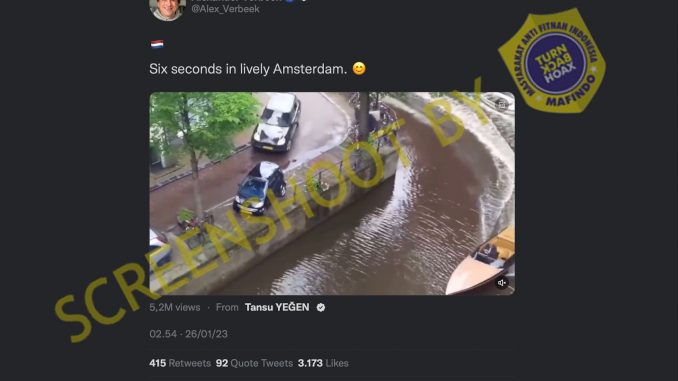 @Alex_Verbeek
Six seconds in lively Amsterdam. 😊
MASYARAKAT ANTI FITNAH INDONESIA
TURN
BACK
HOAX
MAFINDO
SCREENSHOOT BY
5,2M views · From Tansu YEĞEN
02.54 · 26/01/23
415 Retweets 92 Quote Tweets 3.173 Likes